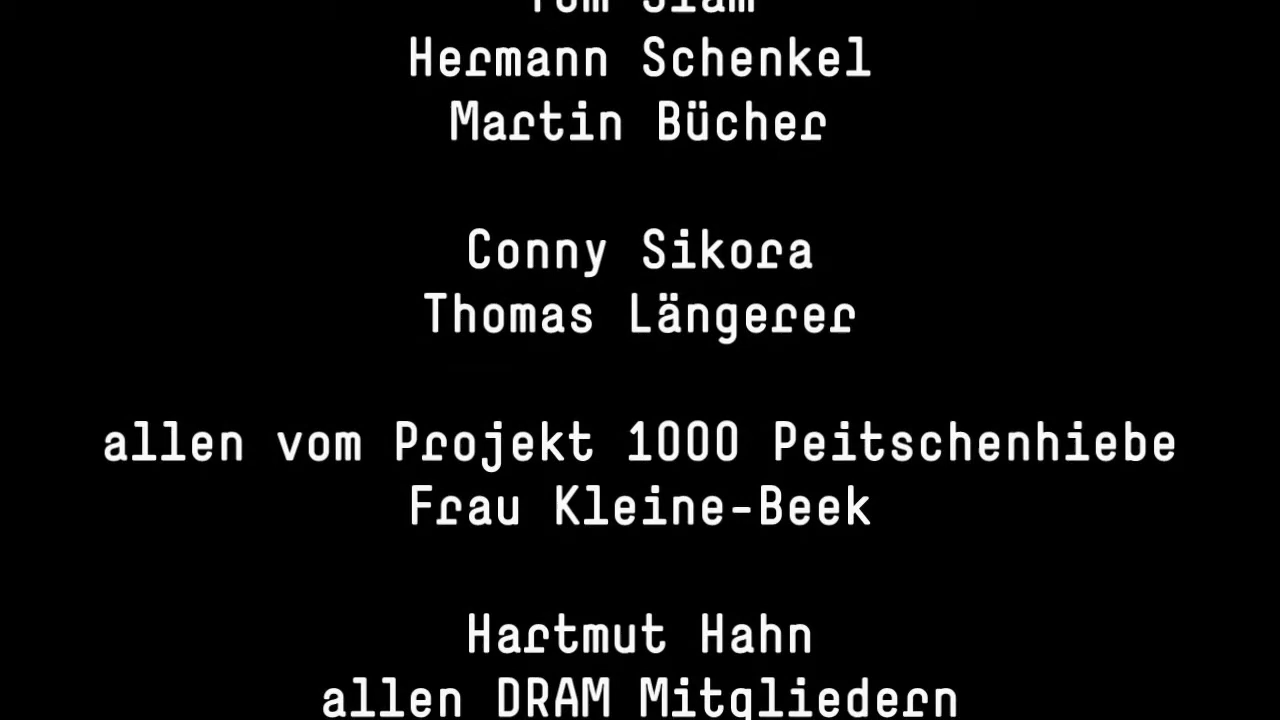 Hermann Schenkel
Martin Bücher
Conny Sikora
Thomas Längerer
allen vom Projekt 1000 Peitschenhiebe
Frau Kleine-Beek
Hartmut Hahn
allen DRAM Mitgliedern